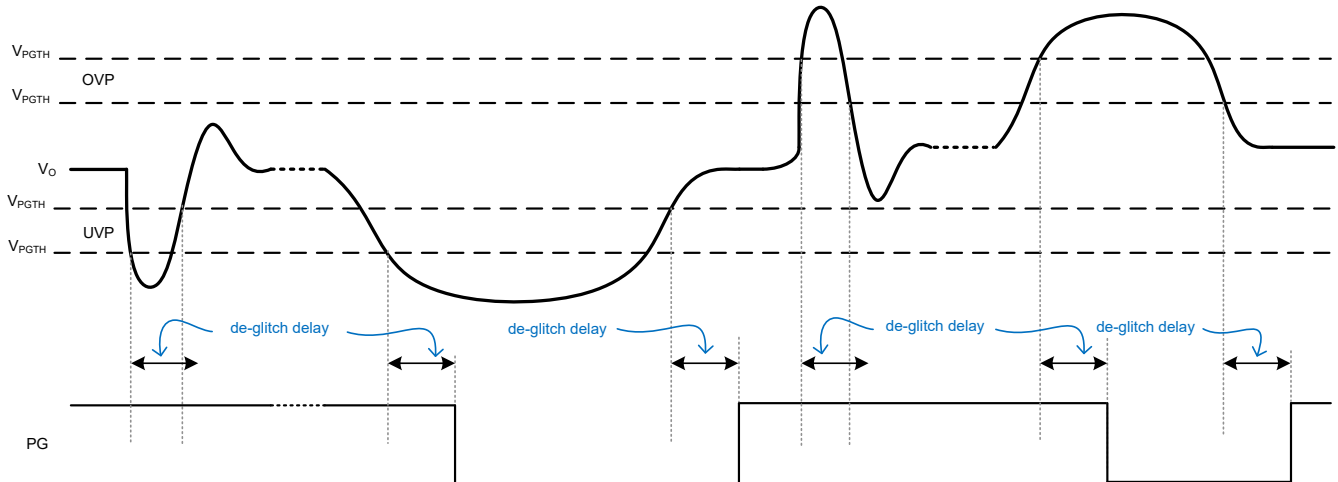 VPGTH
OVP
VPGTH
VO
VPGTH
UVP
VPGTH
de-glitch delay
de-glitch delay
de-glitch delay
de-glitch delay
PG